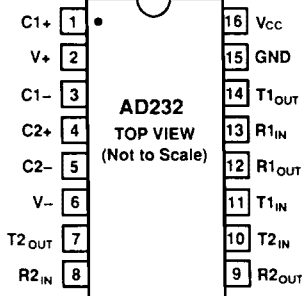 C1+ 1 16 VCC
V+ 2 15 GND
C1− 3 14 T1OUT
C2+ 4 13 R1IN
C2− 5 12 R1OUT
V− 6 11 T1IN
T2OUT 7 10 T2IN
R2IN 8 9 R2OUT
AD232
TOP VIEW
(Not to Scale)